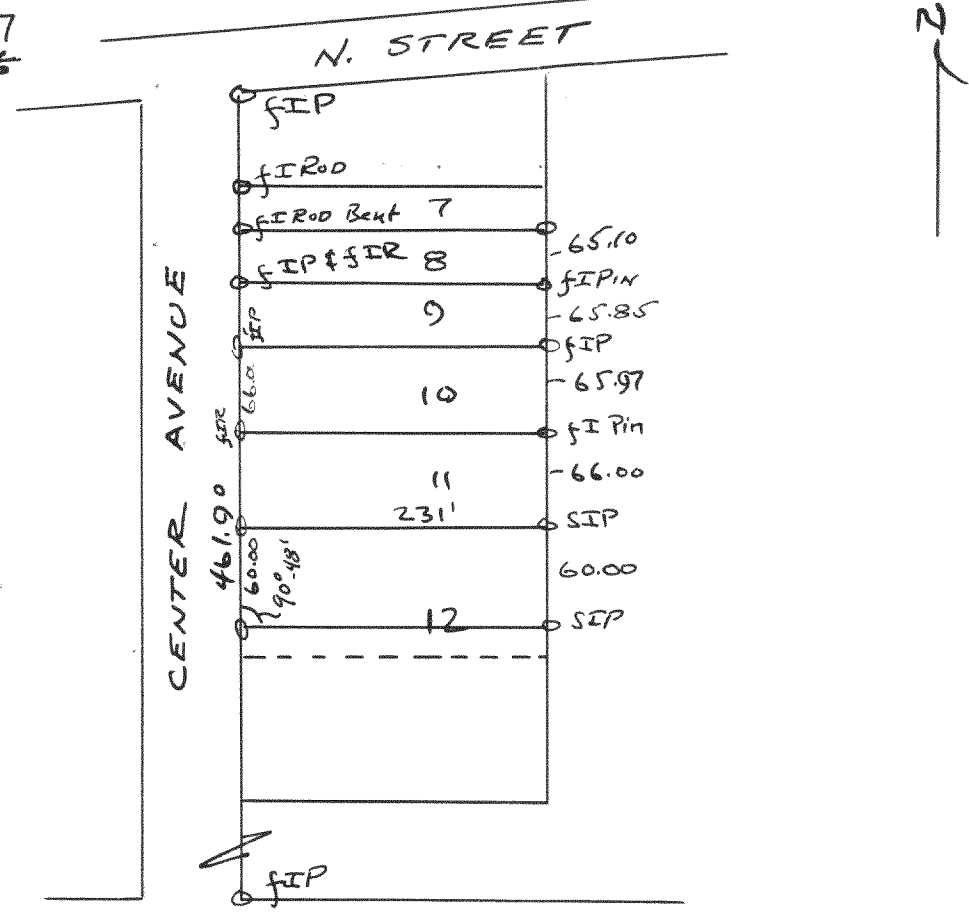 7
N. STREET
2
fIP
fIROD
fIROD Bent 7
65.10
fIP & fIR 8
fIPIN
9
65.85
fIP
fIP
66.0
10
65.97
fIR
fI Pin
11
66.00
231'
SIP
461.90
60.00
90°-48'
60.00
12
SIP
CENTER AVENUE
fIP